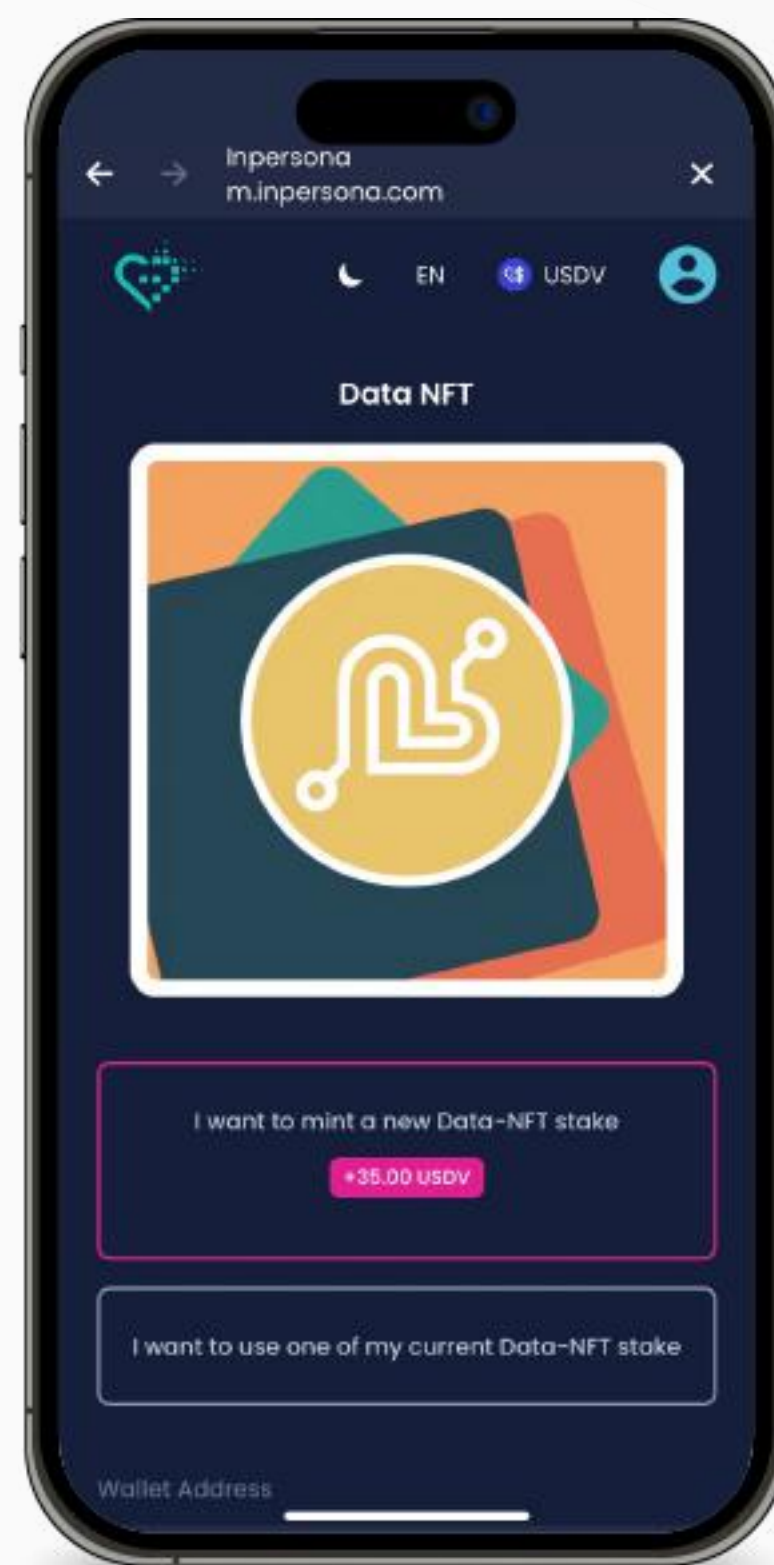 Inpersona
m.inpersona.com
EN
USDV
Data NFT
I want to mint a new Data-NFT stake
+35.00 USDV
I want to use one of my current Data-NFT stake
Wallet Address